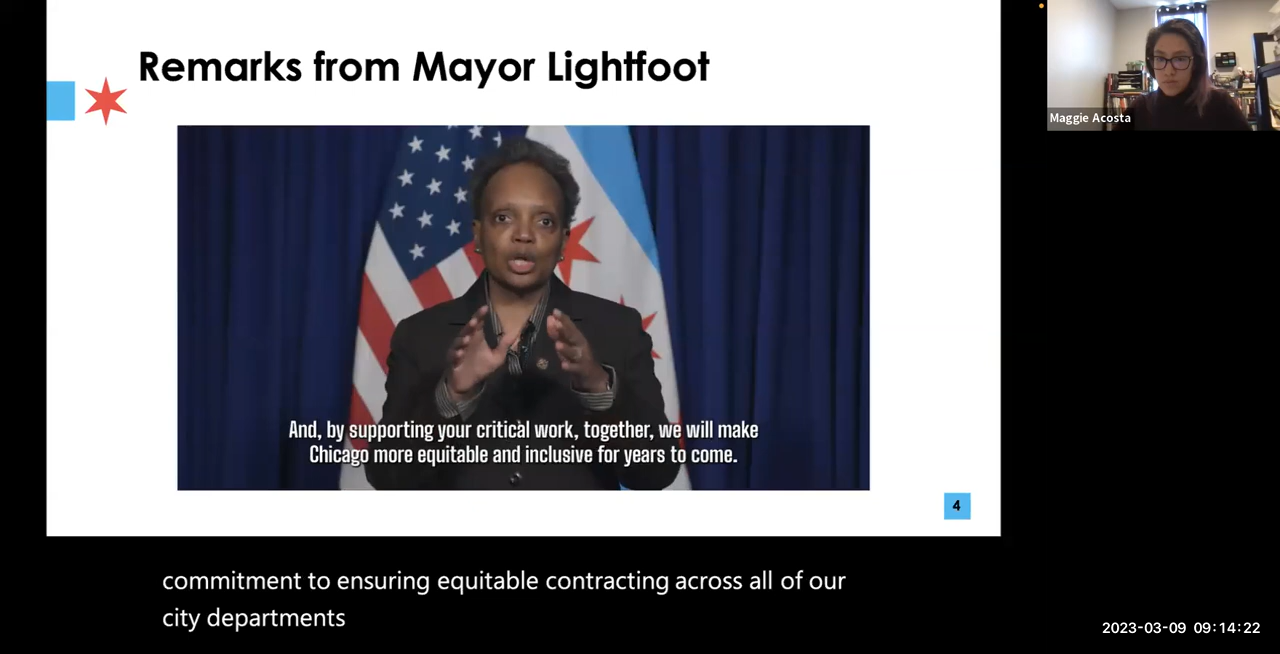 Remarks from Mayor Lightfoot
Maggie Acosta
And, by supporting your critical work, together, we will make
Chicago more equitable and inclusive for years to come.
4
commitment to ensuring equitable contracting across all of our
city departments
2023-03-09 09:14:22